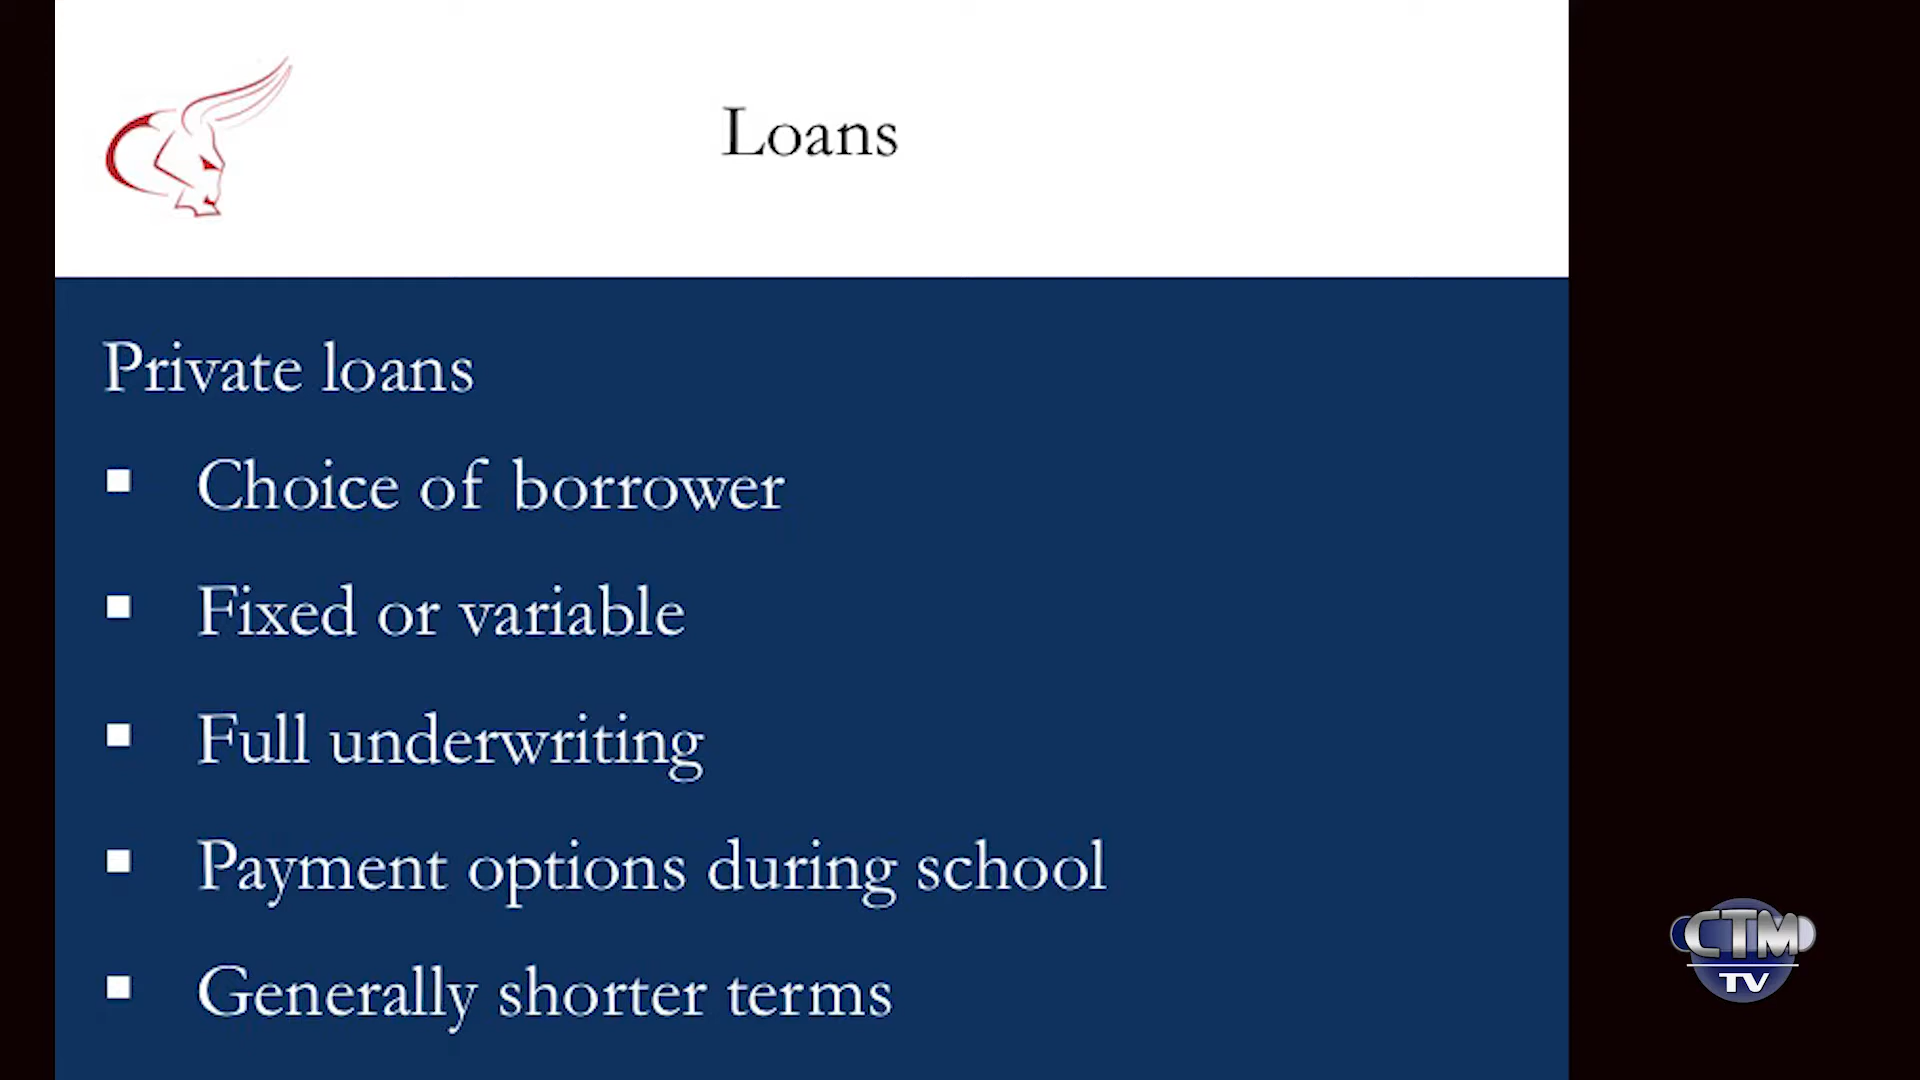 Loans
Private loans
▪ Choice of borrower
▪ Fixed or variable
▪ Full underwriting
▪ Payment options during school
▪ Generally shorter terms
CTM
TV